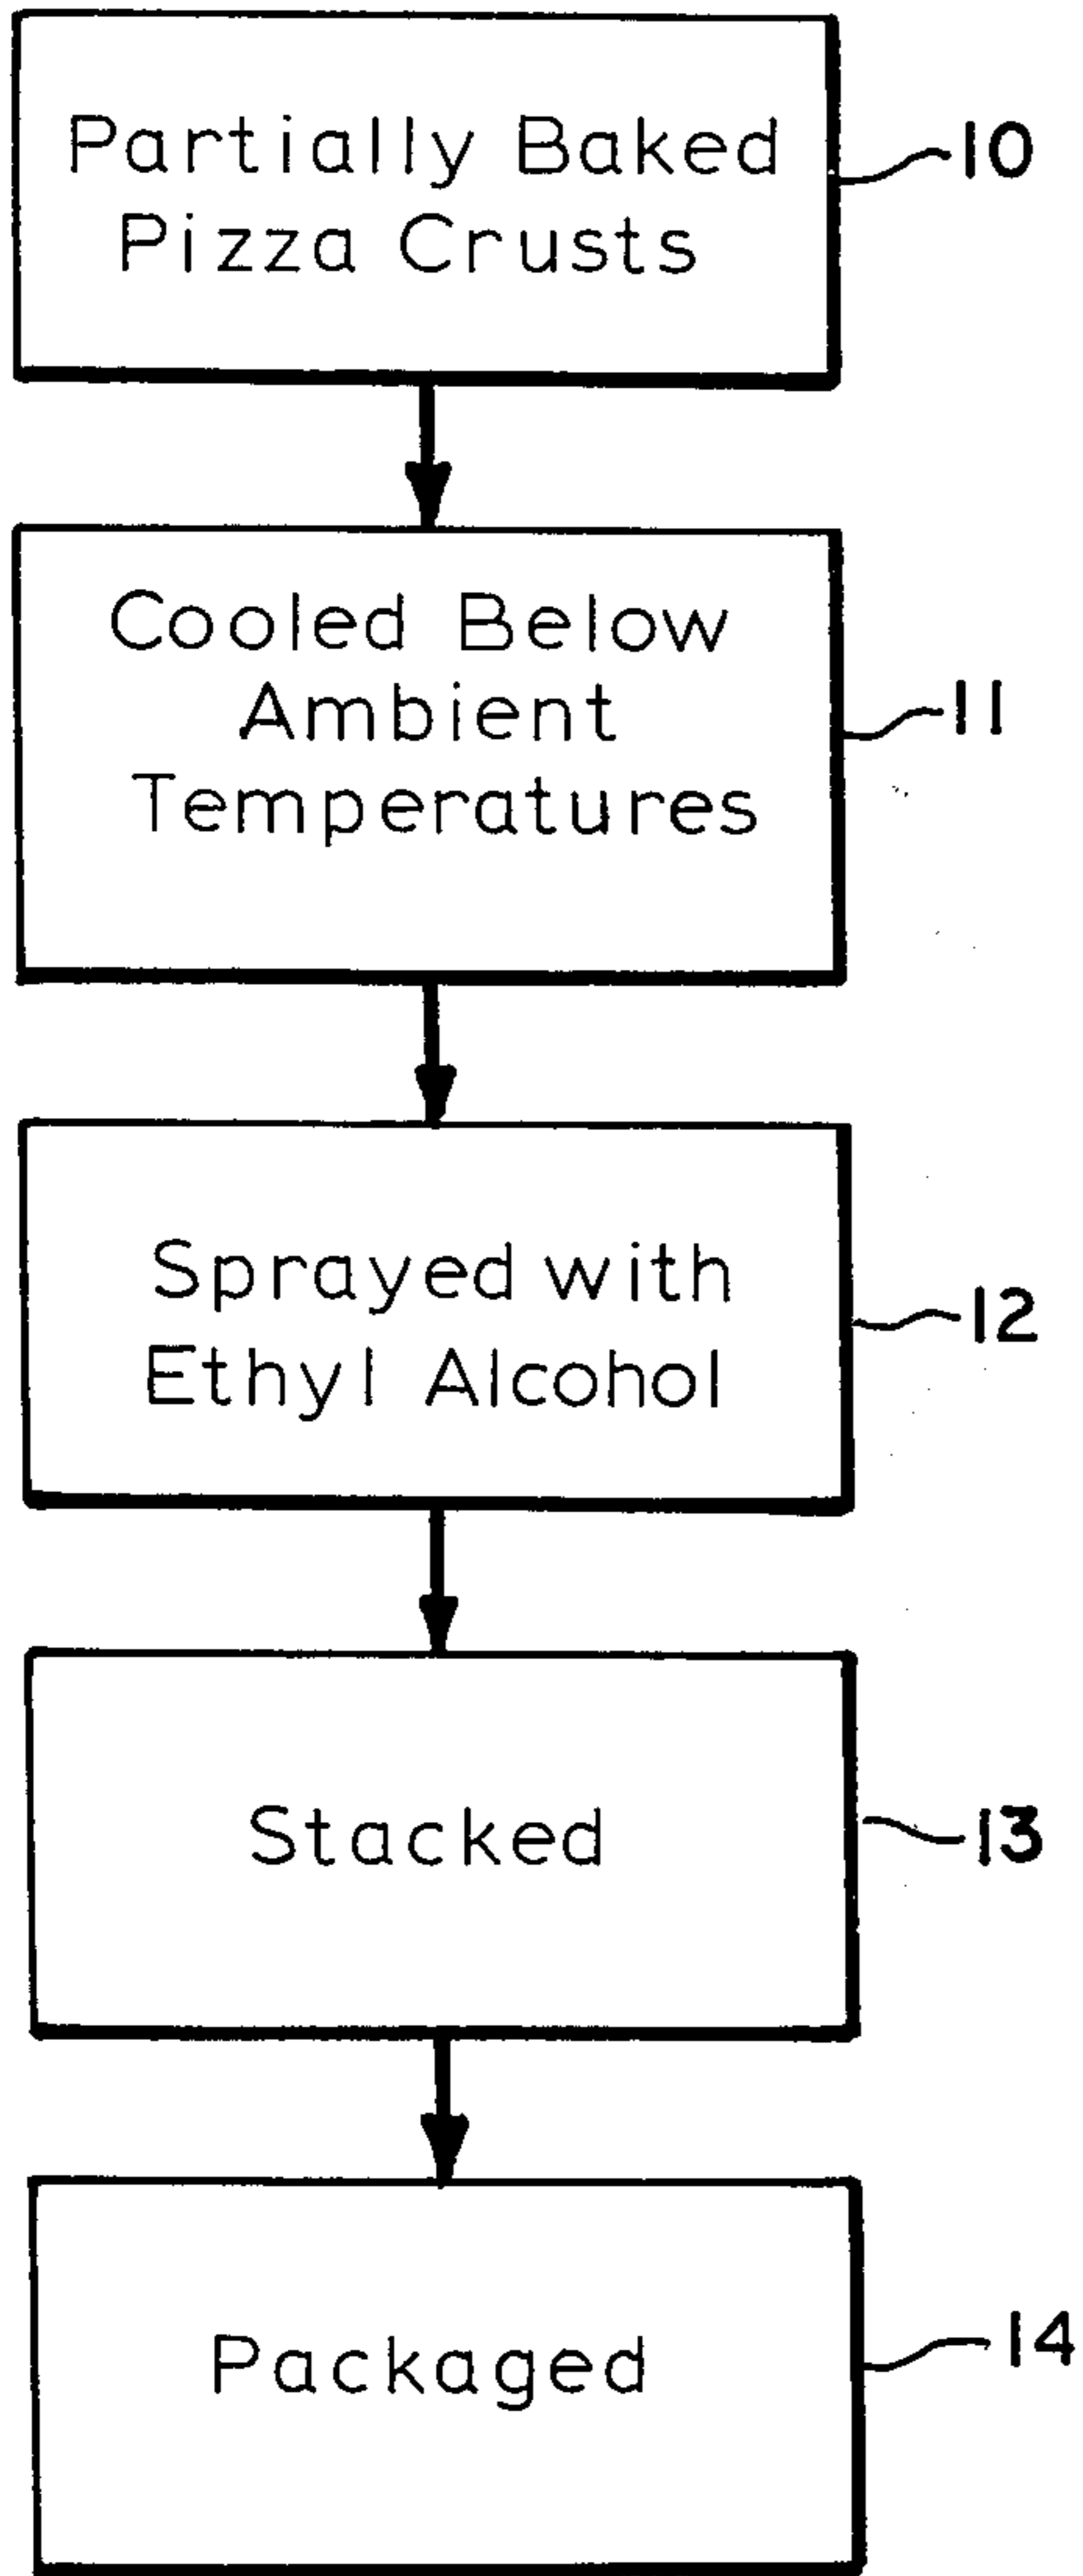 Partially Baked
Pizza Crusts
10
Cooled Below
Ambient
Temperatures
11
Sprayed with
Ethyl Alcohol
12
Stacked
13
Packaged
14